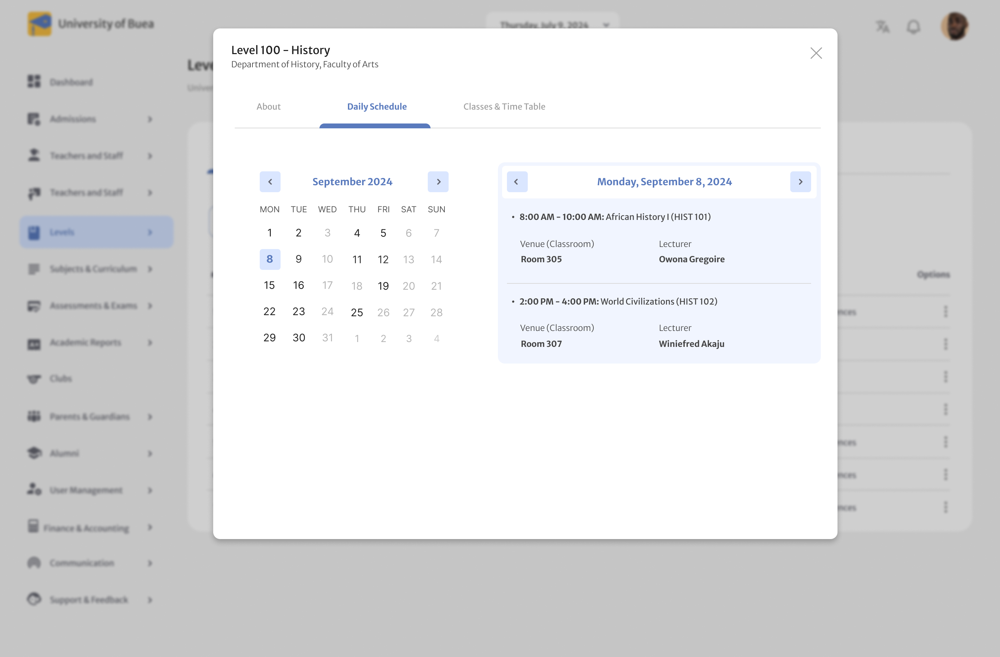 University of Buea
Thursday, July 9, 2024
Dashboard
Admissions
Teachers and Staff
Teachers and Staff
Levels
Subjects & Curriculum
Assessments & Exams
Academic Reports
Clubs
Parents & Guardians
Alumni
User Management
Finance & Accounting
Communication
Support & Feedback
Level 100 - History
Department of History, Faculty of Arts
About Daily Schedule Classes & Time Table
September 2024
MON TUE WED THU FRI SAT SUN
1 2 3 4 5 6 7
8 9 10 11 12 13 14
15 16 17 18 19 20 21
22 23 24 25 26 27 28
29 30 31 1 2 3 4
Monday, September 8, 2024
• 8:00 AM - 10:00 AM: African History I (HIST 101)
Venue (Classroom) Lecturer
Room 305 Owona Gregoire
• 2:00 PM - 4:00 PM: World Civilizations (HIST 102)
Venue (Classroom) Lecturer
Room 307 Winiefred Akaju
Options